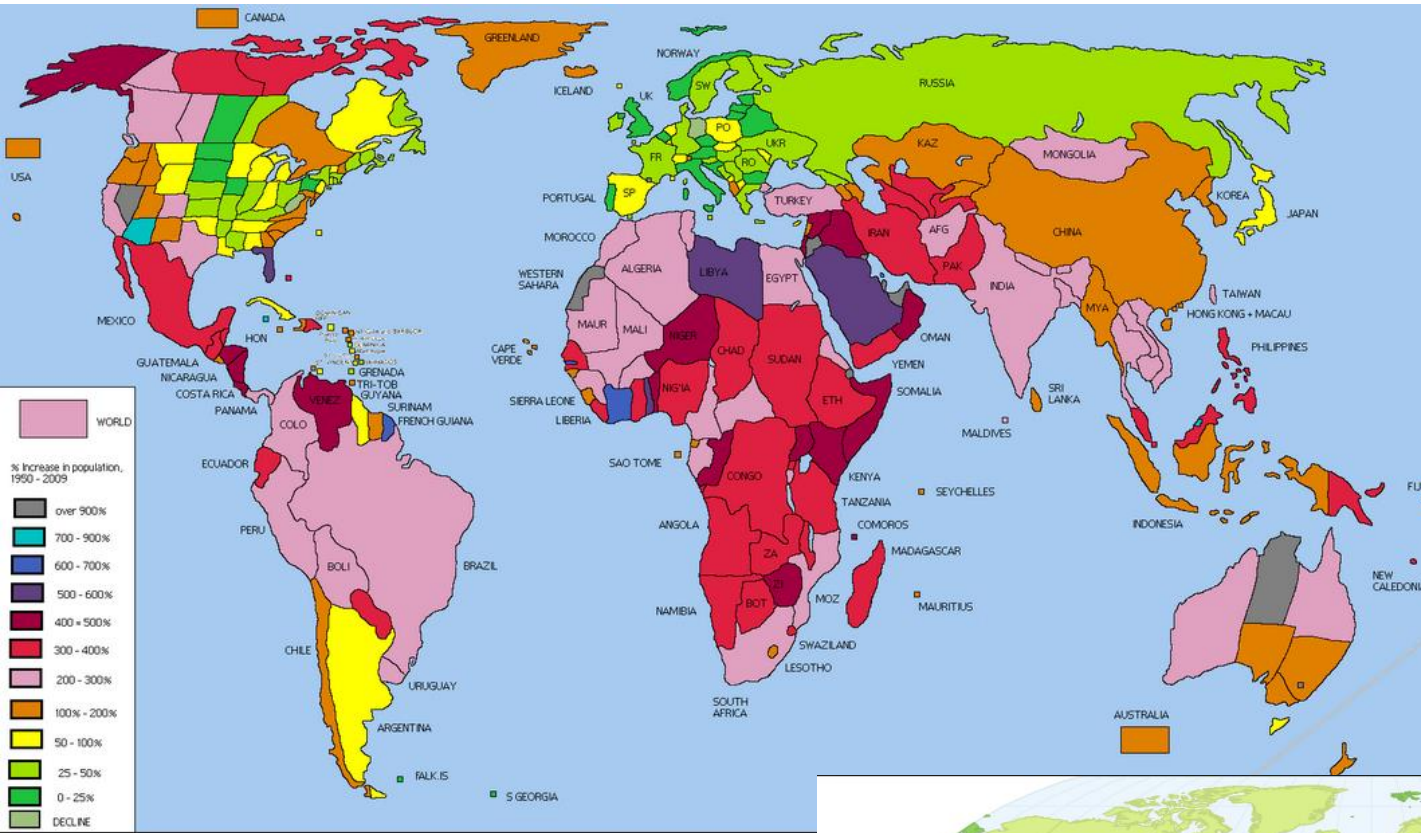 CANADA
GREENLAND
NORWAY
ICELAND
UK
SW
RUSSIA
USA
PO
FR
UKR
RO
KAZ
MONGOLIA
PORTUGAL
SP
TURKEY
KOREA
JAPAN
MOROCCO
IRAN
AFG
CHINA
WESTERN
SAHARA
ALGERIA
LIBYA
EGYPT
PAK
INDIA
TAIWAN
MEXICO
HON
MAUR
MALI
NIGER
CHAD
SUDAN
OMAN
MYA
HONG KONG + MACAU
GUATEMALA
NICARAGUA
COSTA RICA
PANAMA
GRENADA
TRI-TOB
GUYANA
SURINAM
FRENCH GUIANA
CAPE
VERDE
YEMEN
PHILIPPINES
SIERRA LEONE
LIBERIA
NIG'IA
ETH
SOMALIA
SRI
LANKA
WORLD
VENEZ
COLO
MALDIVES
ECUADOR
SAO TOME
CONGO
KENYA
SEYCHELLES
TANZANIA
INDONESIA
FIJ
% Increase in population,
1950 - 2009
over 900%
700 - 900%
600 - 700%
500 - 600%
400 = 500%
300 - 400%
200 - 300%
100% - 200%
50 - 100%
25 - 50%
0 - 25%
DECLINE
PERU
BOLI
BRAZIL
ANGOLA
ZA
COMOROS
MADAGASCAR
NAMIBIA
BOT
ZI
MOZ
MAURITIUS
NEW
CALEDONI
CHILE
URUGUAY
SWAZILAND
LESOTHO
SOUTH
AFRICA
ARGENTINA
AUSTRALIA
FALK.IS
S GEORGIA